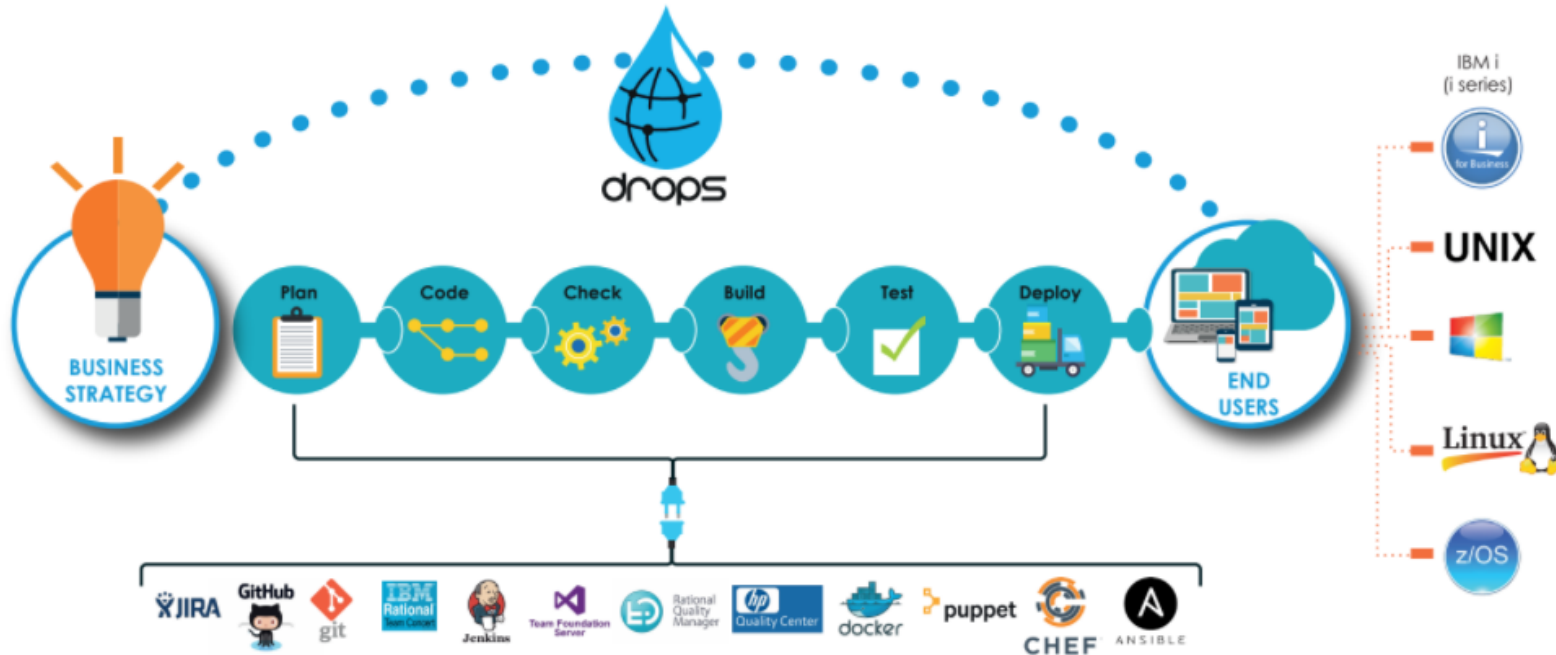 drops
BUSINESS
STRATEGY
Plan
Code
Check
Build
Test
Deploy
END
USERS
IBM i
(i series)
i
for Business
UNIX
Linux
z/OS
JIRA
GitHub
git
IBM
Rational
Team Concert
Jenkins
Team Foundation
Server
Rational
Quality
Manager
hp
Quality Center
docker
puppet
CHEF
ANSIBLE